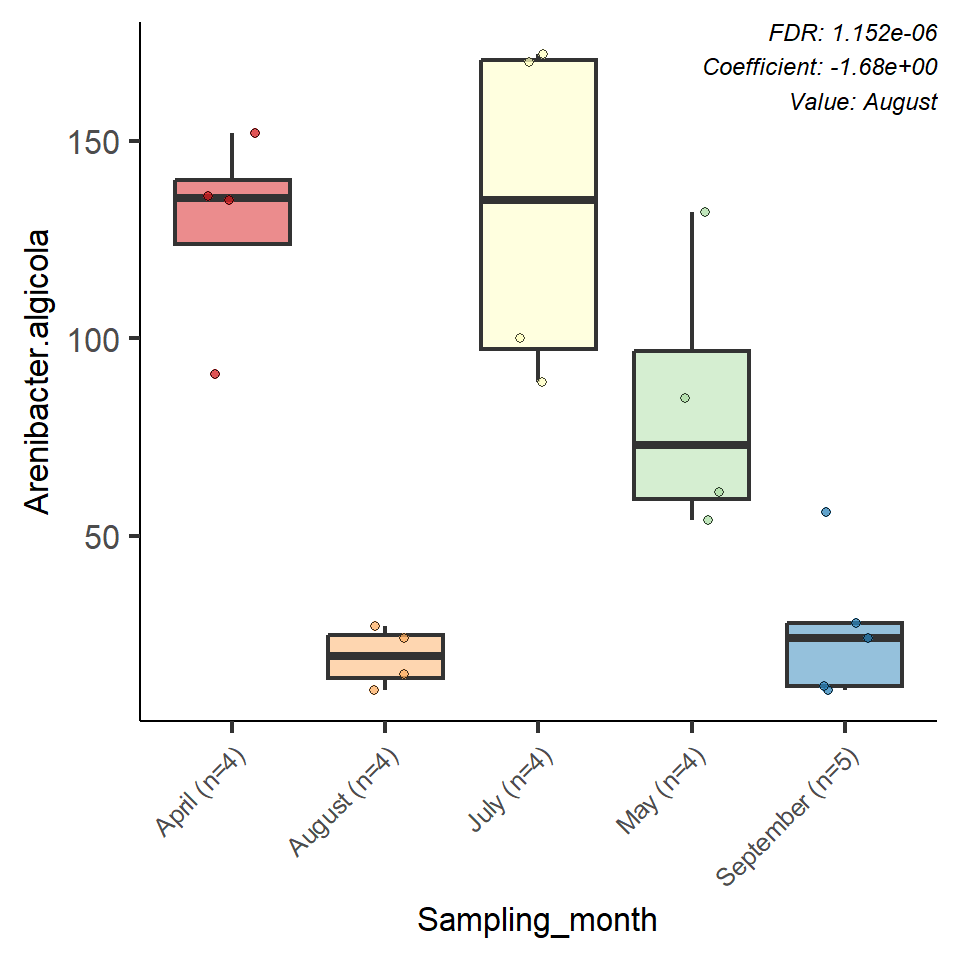 FDR: 1.152e-06
Coefficient: -1.68e+00
Value: August
Arenibacter.algicola
150
100
50
April (n=4)
August (n=4)
July (n=4)
May (n=4)
September (n=5)
Sampling_month